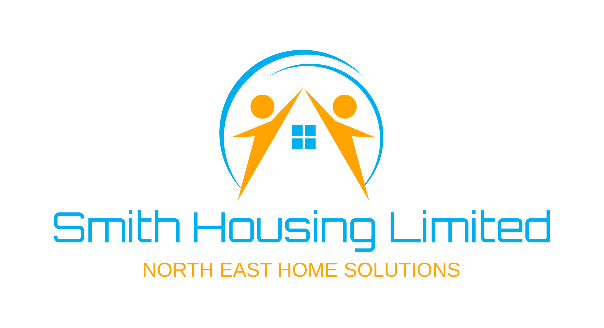 Smith Housing Limited
NORTH EAST HOME SOLUTIONS